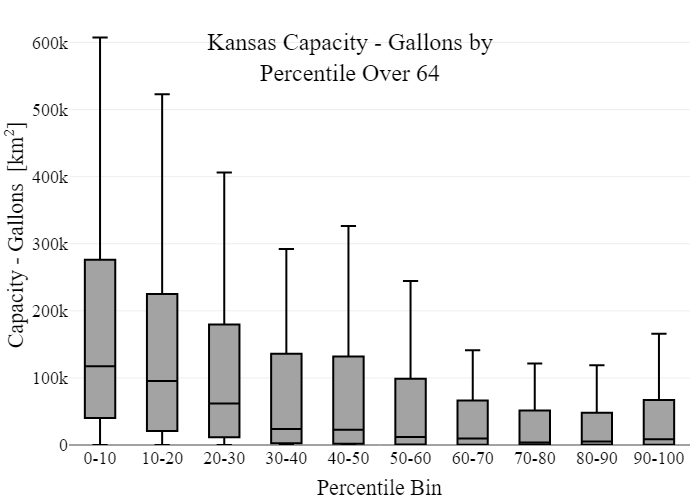 Kansas Capacity - Gallons by
Percentile Over 64
Capacity - Gallons [km²]
600k
500k
400k
300k
200k
100k
0
0-10 10-20 20-30 30-40 40-50 50-60 60-70 70-80 80-90 90-100
Percentile Bin